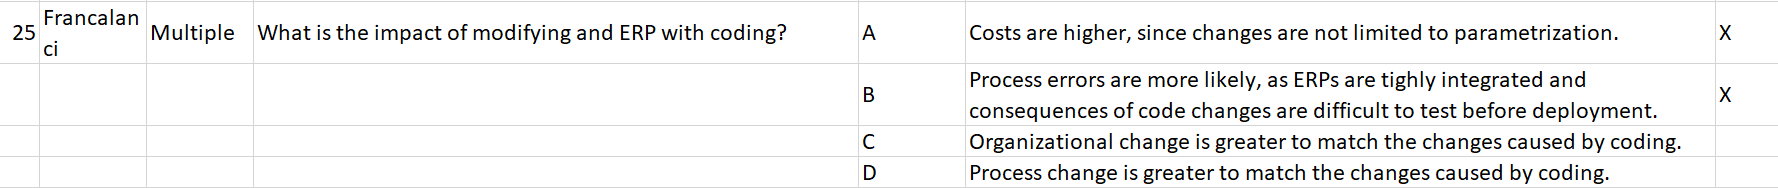 25 Francalanci Multiple What is the impact of modifying and ERP with coding? A Costs are higher, since changes are not limited to parametrization. X
B Process errors are more likely, as ERPs are tighly integrated and
consequences of code changes are difficult to test before deployment. X
C Organizational change is greater to match the changes caused by coding.
D Process change is greater to match the changes caused by coding.